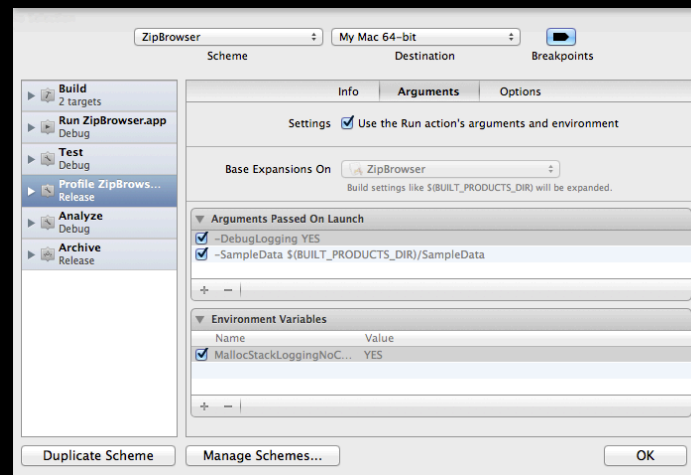 ZipBrowser
My Mac 64-bit
Scheme
Destination
Breakpoints
Build
2 targets
Run ZipBrowser.app
Debug
Test
Debug
Profile ZipBrows...
Release
Analyze
Debug
Archive
Release
Info
Arguments
Options
Settings
Use the Run action's arguments and environment
Base Expansions On
ZipBrowser
Build settings like $(BUILT_PRODUCTS_DIR) will be expanded.
Arguments Passed On Launch
-DebugLogging YES
-SampleData $(BUILT_PRODUCTS_DIR)/SampleData
Environment Variables
Name Value
MallocStackLoggingNoC... YES
Duplicate Scheme
Manage Schemes...
OK